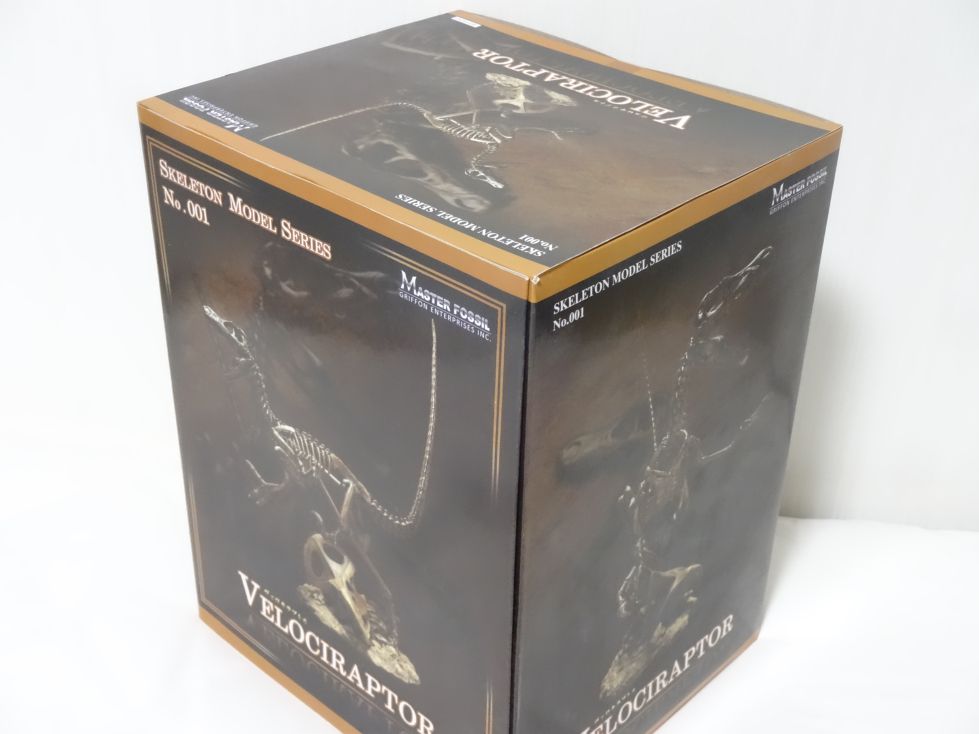 VELOCIRAPTOR
MASTER FOSSIL
GRIFFON ENTERPRISES INC.
SKELETON MODEL SERIES
No.001
SKELETON MODEL SERIES
No.001
MASTER FOSSIL
GRIFFON ENTERPRISES INC.
VELOCIRAPTOR
MASTER FOSSIL
GRIFFON ENTERPRISES INC.
SKELETON MODEL SERIES
No.001
VELOCIRAPTOR